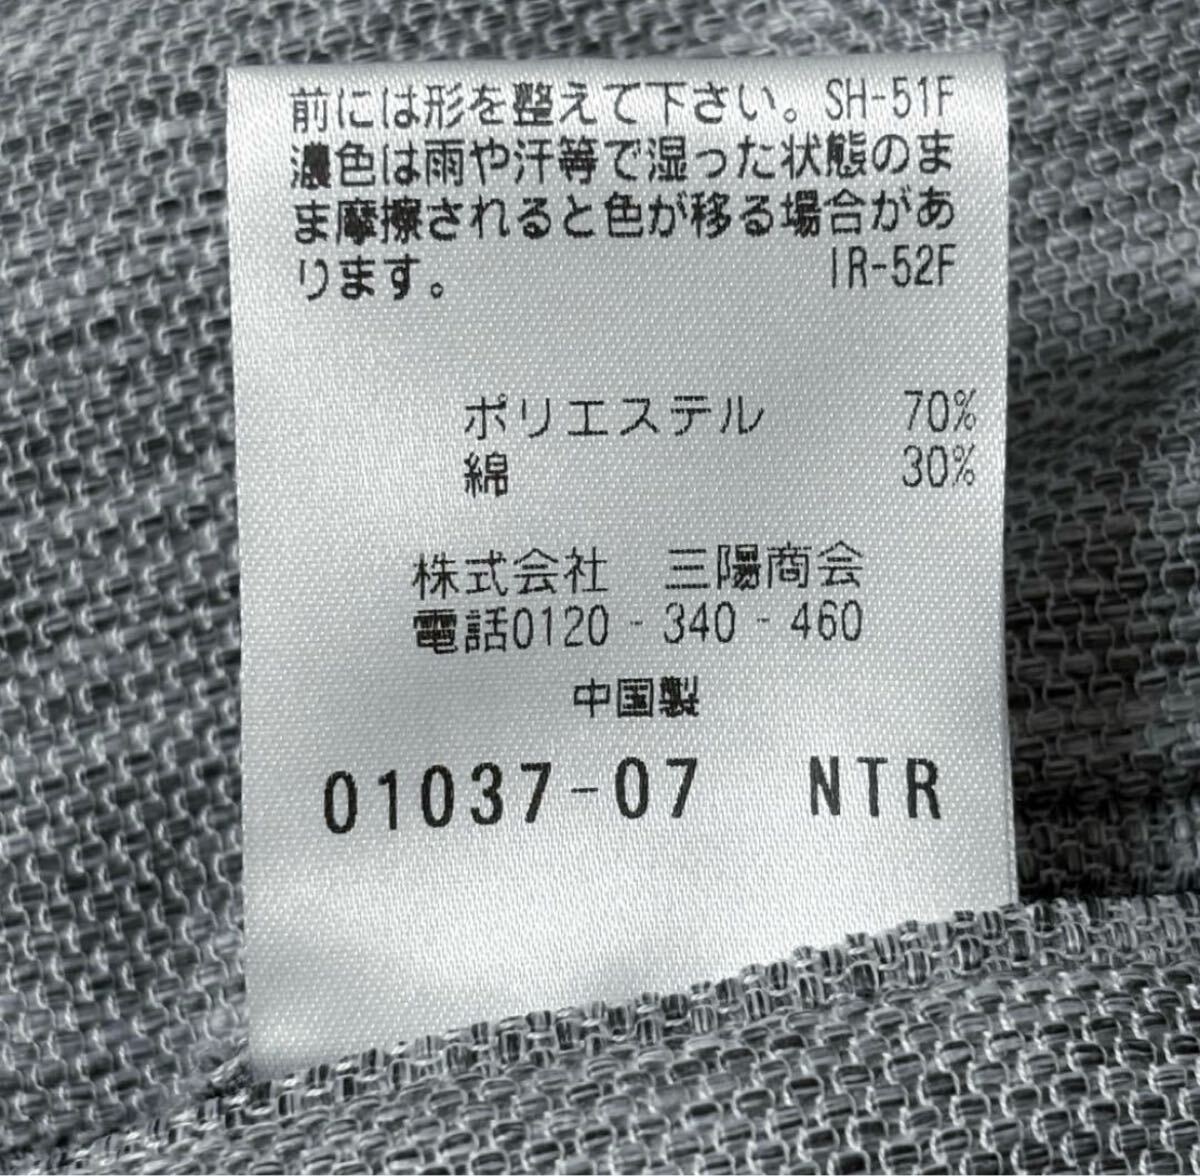 前には形を整えて下さい。SH-51F
濃色は雨や汗等で湿った状態のま
ま摩擦されると色が移る場合があ
ります。 IR-52F
ポリエステル 70%
綿 30%
株式会社 三陽商会
電話0120-340-460
中国製
01037-07 NTR